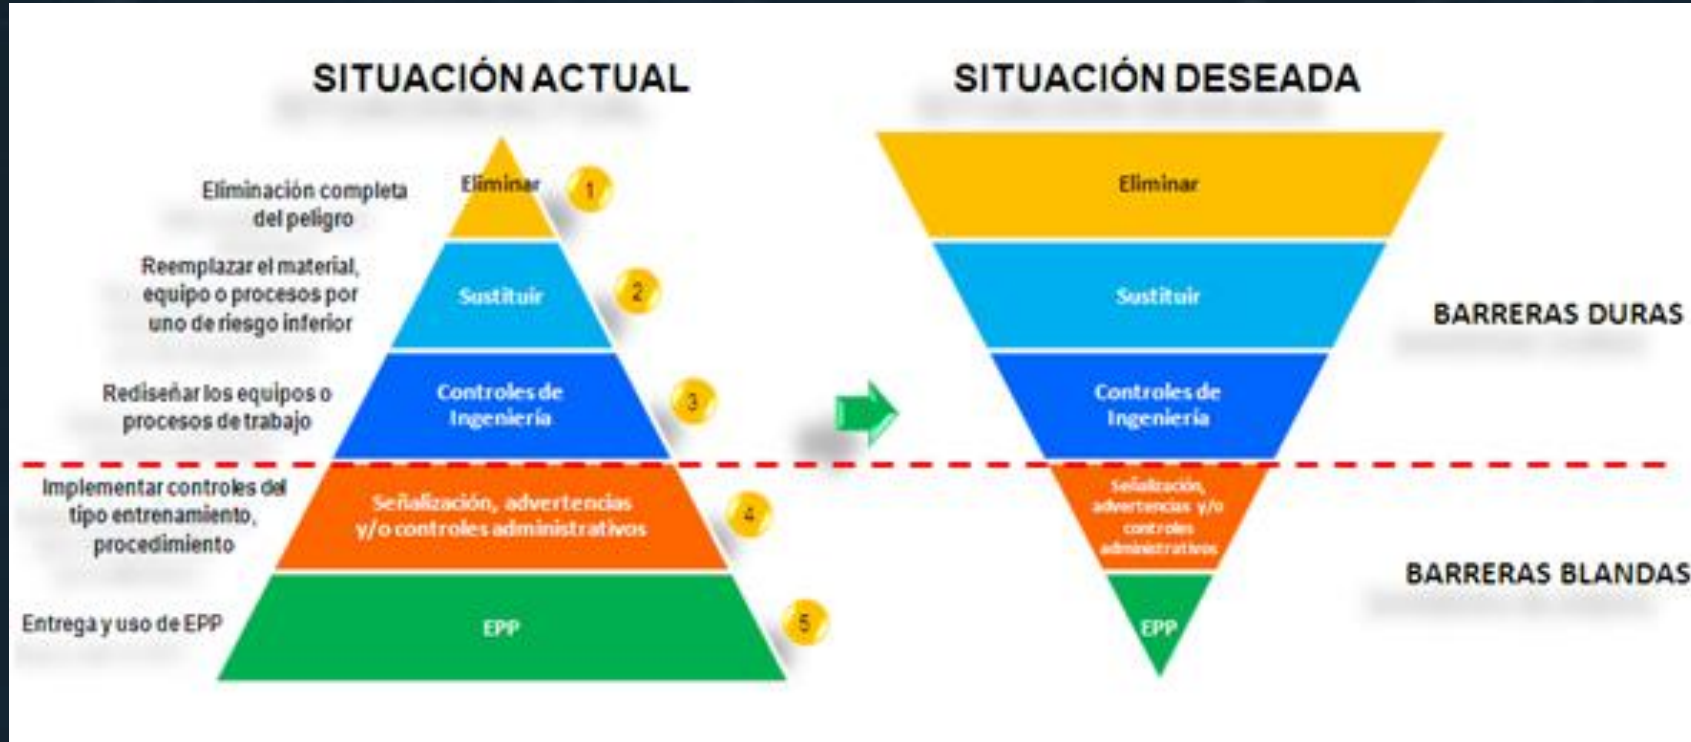 SITUACIÓN ACTUAL
Eliminación completa
del peligro
Eliminar
1
Reemplazar el material,
equipo o procesos por
uno de riesgo inferior
Sustituir
2
Rediseñar los equipos o
procesos de trabajo
Controles de
Ingeniería
3
Implementar controles del
tipo entrenamiento,
procedimiento
Señalización, advertencias
y/o controles administrativos
4
Entrega y uso de EPP
EPP
5
SITUACIÓN DESEADA
Eliminar
Sustituir
Controles de
Ingeniería
Señalización,
advertencias y/o
controles
administrativos
EPP
BARRERAS DURAS
BARRERAS BLANDAS